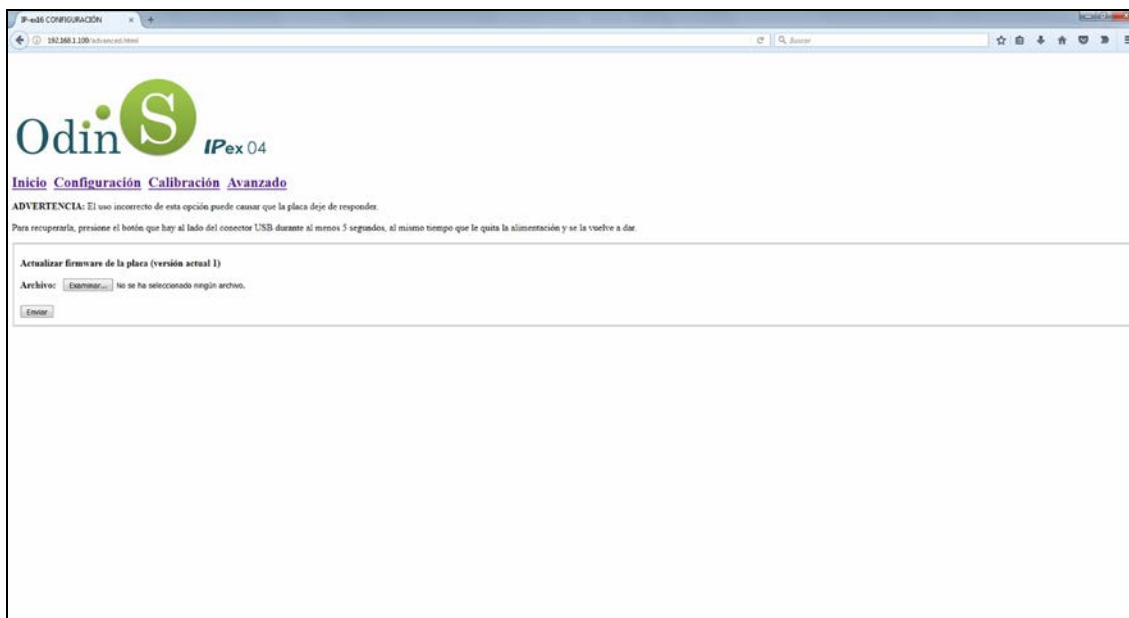 IP-ex16 CONFIGURACIÓN
192.168.1.100/advanced.html
Buscar
OdinS
IPex 04
Inicio Configuración Calibración Avanzado
ADVERTENCIA: El uso incorrecto de esta opción puede causar que la placa deje de responder.
Para recuperarla, presione el botón que hay al lado del conector USB durante al menos 5 segundos, al mismo tiempo que le quita la alimentación y se la vuelve a dar.
Actualizar firmware de la placa (versión actual 1)
Archivo: Examinar... No se ha seleccionado ningún archivo.
Enviar